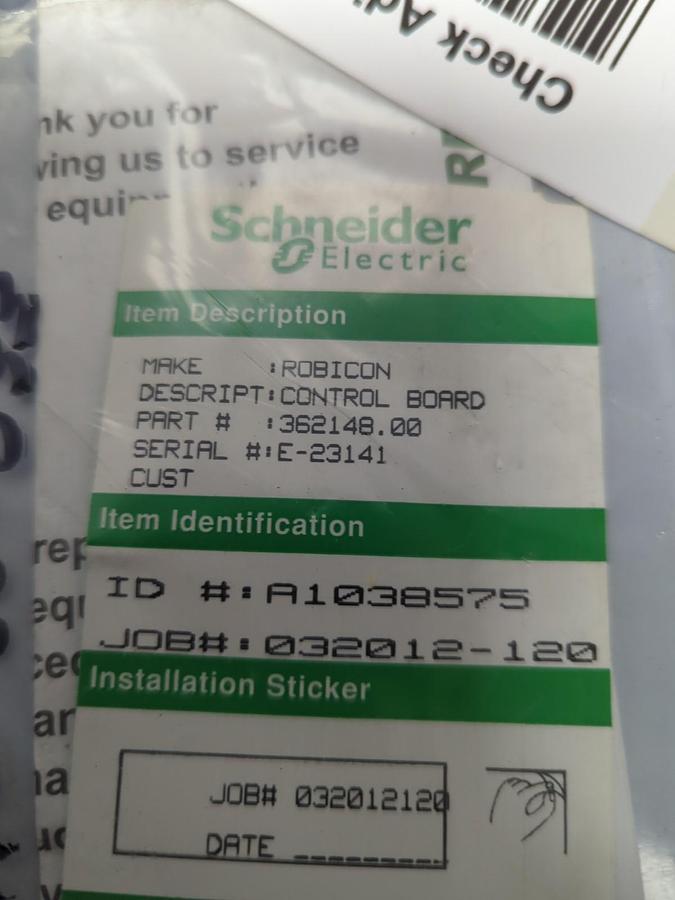 Check
nk you for
ving us to service
equi
Schneider
Electric
Item Description
MAKE :ROBICON
DESCRIPT:CONTROL BOARD
PART # :362148.00
SERIAL #:E-23141
CUST
Item Identification
ID #:A1038575
JOB#:032012-120
Installation Sticker
JOB# 032012120
DATE _________